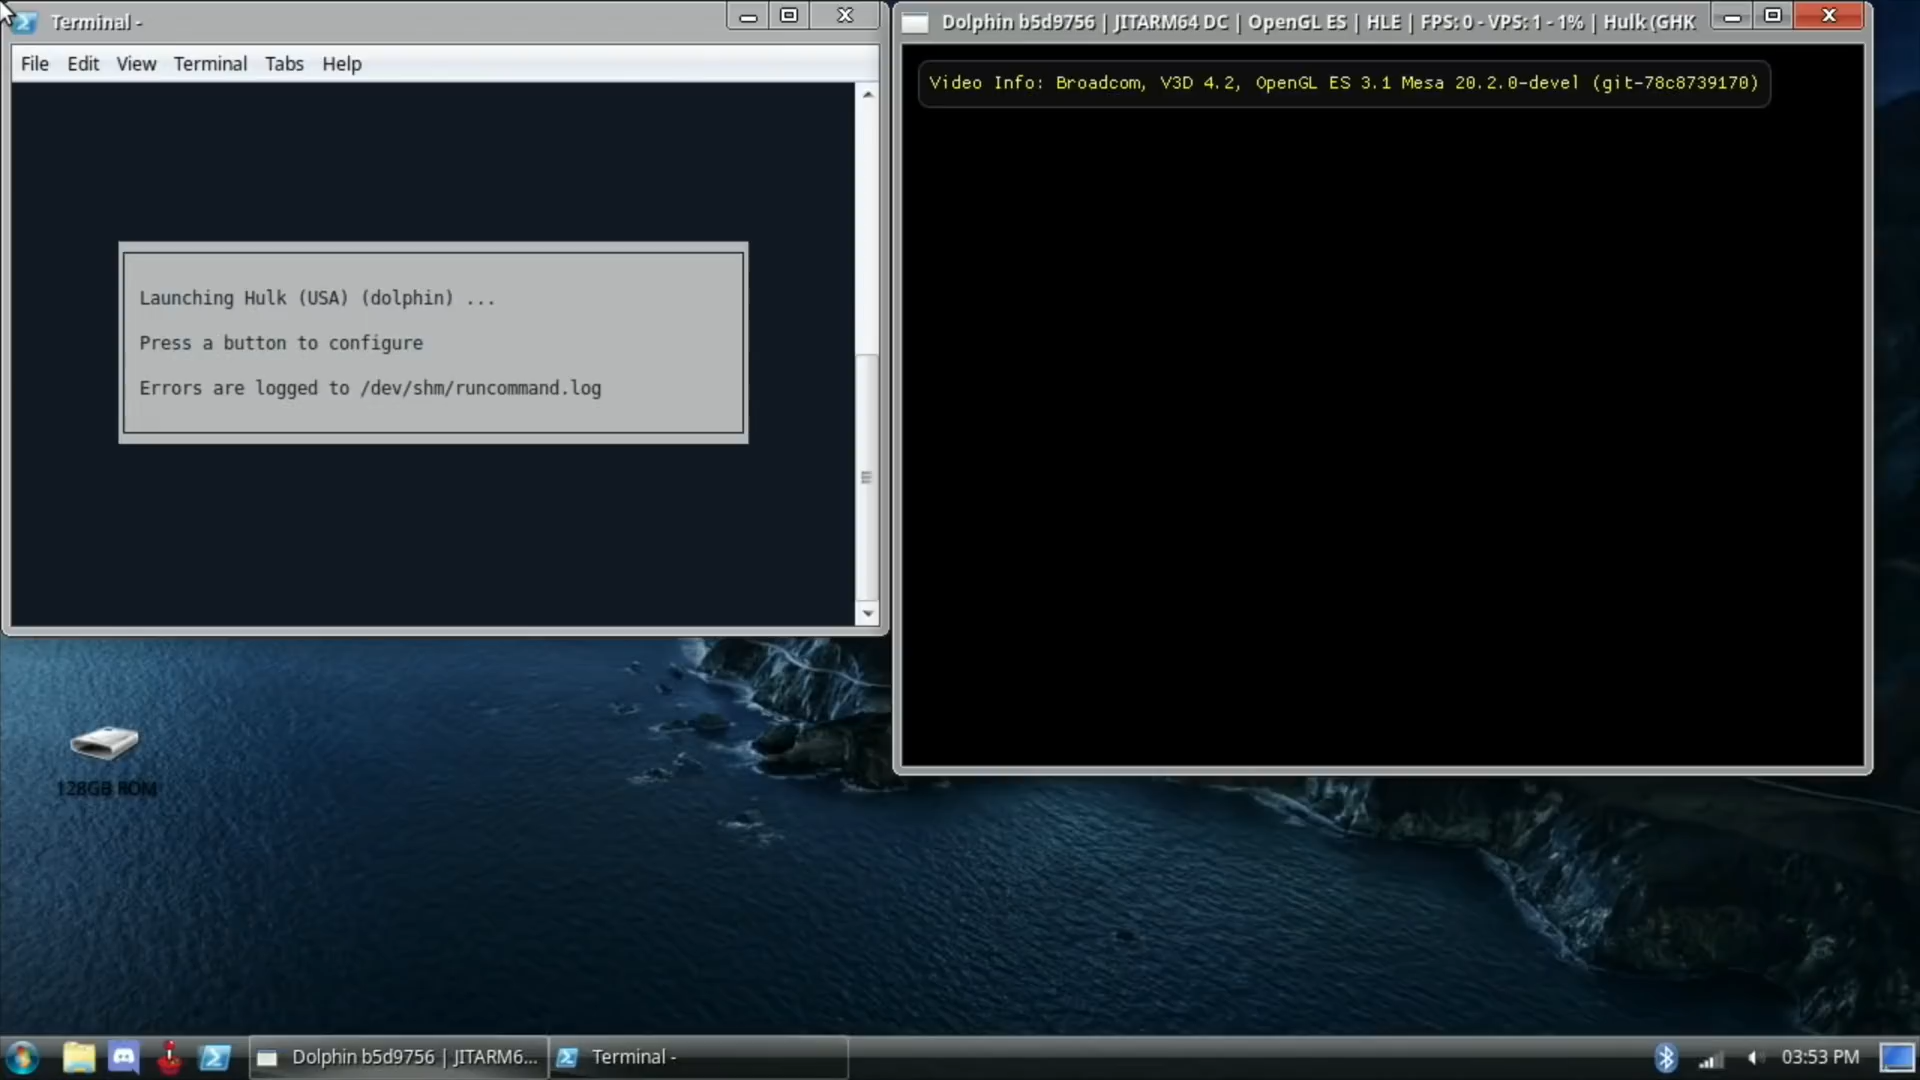 Terminal -
File Edit View Terminal Tabs Help
Launching Hulk (USA) (dolphin) ...
Press a button to configure
Errors are logged to /dev/shm/runcommand.log
Dolphin b5d9756 | JITARM64 DC | OpenGL ES | HLE | FPS: 0 - VPS: 1 - 1% | Hulk (GHK
Video Info: Broadcom, V3D 4.2, OpenGL ES 3.1 Mesa 20.2.0-devel (git-78c8739170)
128GB ROM
Dolphin b5d9756 | JITARM6...
Terminal -
03:53 PM